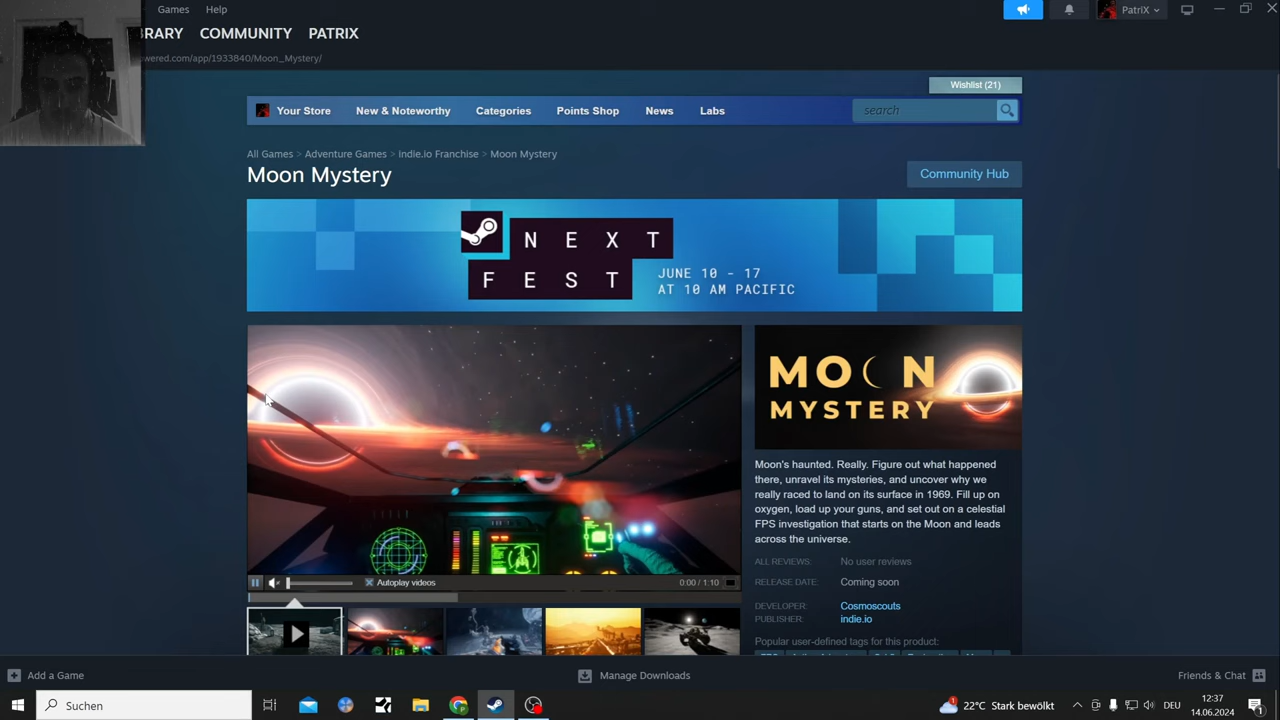 Games Help
PatriX
BRARY COMMUNITY PATRIX
owered.com/app/1933840/Moon_Mystery/
Wishlist (21)
Your Store New & Noteworthy Categories Points Shop News Labs search
All Games > Adventure Games > indie.io Franchise > Moon Mystery
Moon Mystery
Community Hub
NEXT
FEST
JUNE 10 - 17
AT 10 AM PACIFIC
MOON
MYSTERY
Moon's haunted. Really. Figure out what happened
there, unravel its mysteries, and uncover why we
really raced to land on its surface in 1969. Fill up on
oxygen, load up your guns, and set out on a celestial
FPS investigation that starts on the Moon and leads
across the universe.
ALL REVIEWS: No user reviews
RELEASE DATE: Coming soon
DEVELOPER: Cosmoscouts
PUBLISHER: indie.io
Popular user-defined tags for this product:
Autoplay videos 0:00 / 1:10
Add a Game Manage Downloads Friends & Chat
Suchen
1
22°C Stark bewölkt DEU
12:37
14.06.2024
1